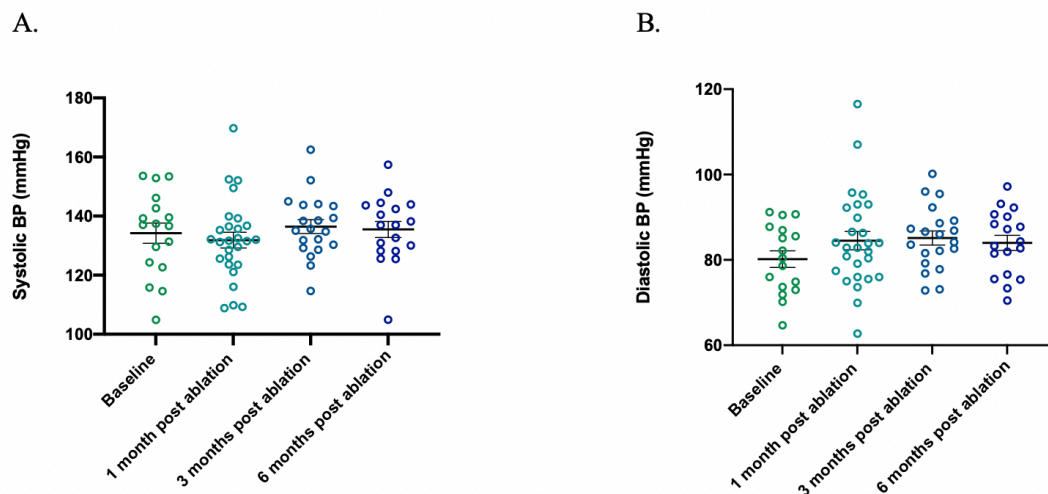 A.
B.
Systolic BP (mmHg)
180
160
140
120
100
Baseline
1 month post ablation
3 months post ablation
6 months post ablation
Diastolic BP (mmHg)
120
100
80
60
Baseline
1 month post ablation
3 months post ablation
6 months post ablation